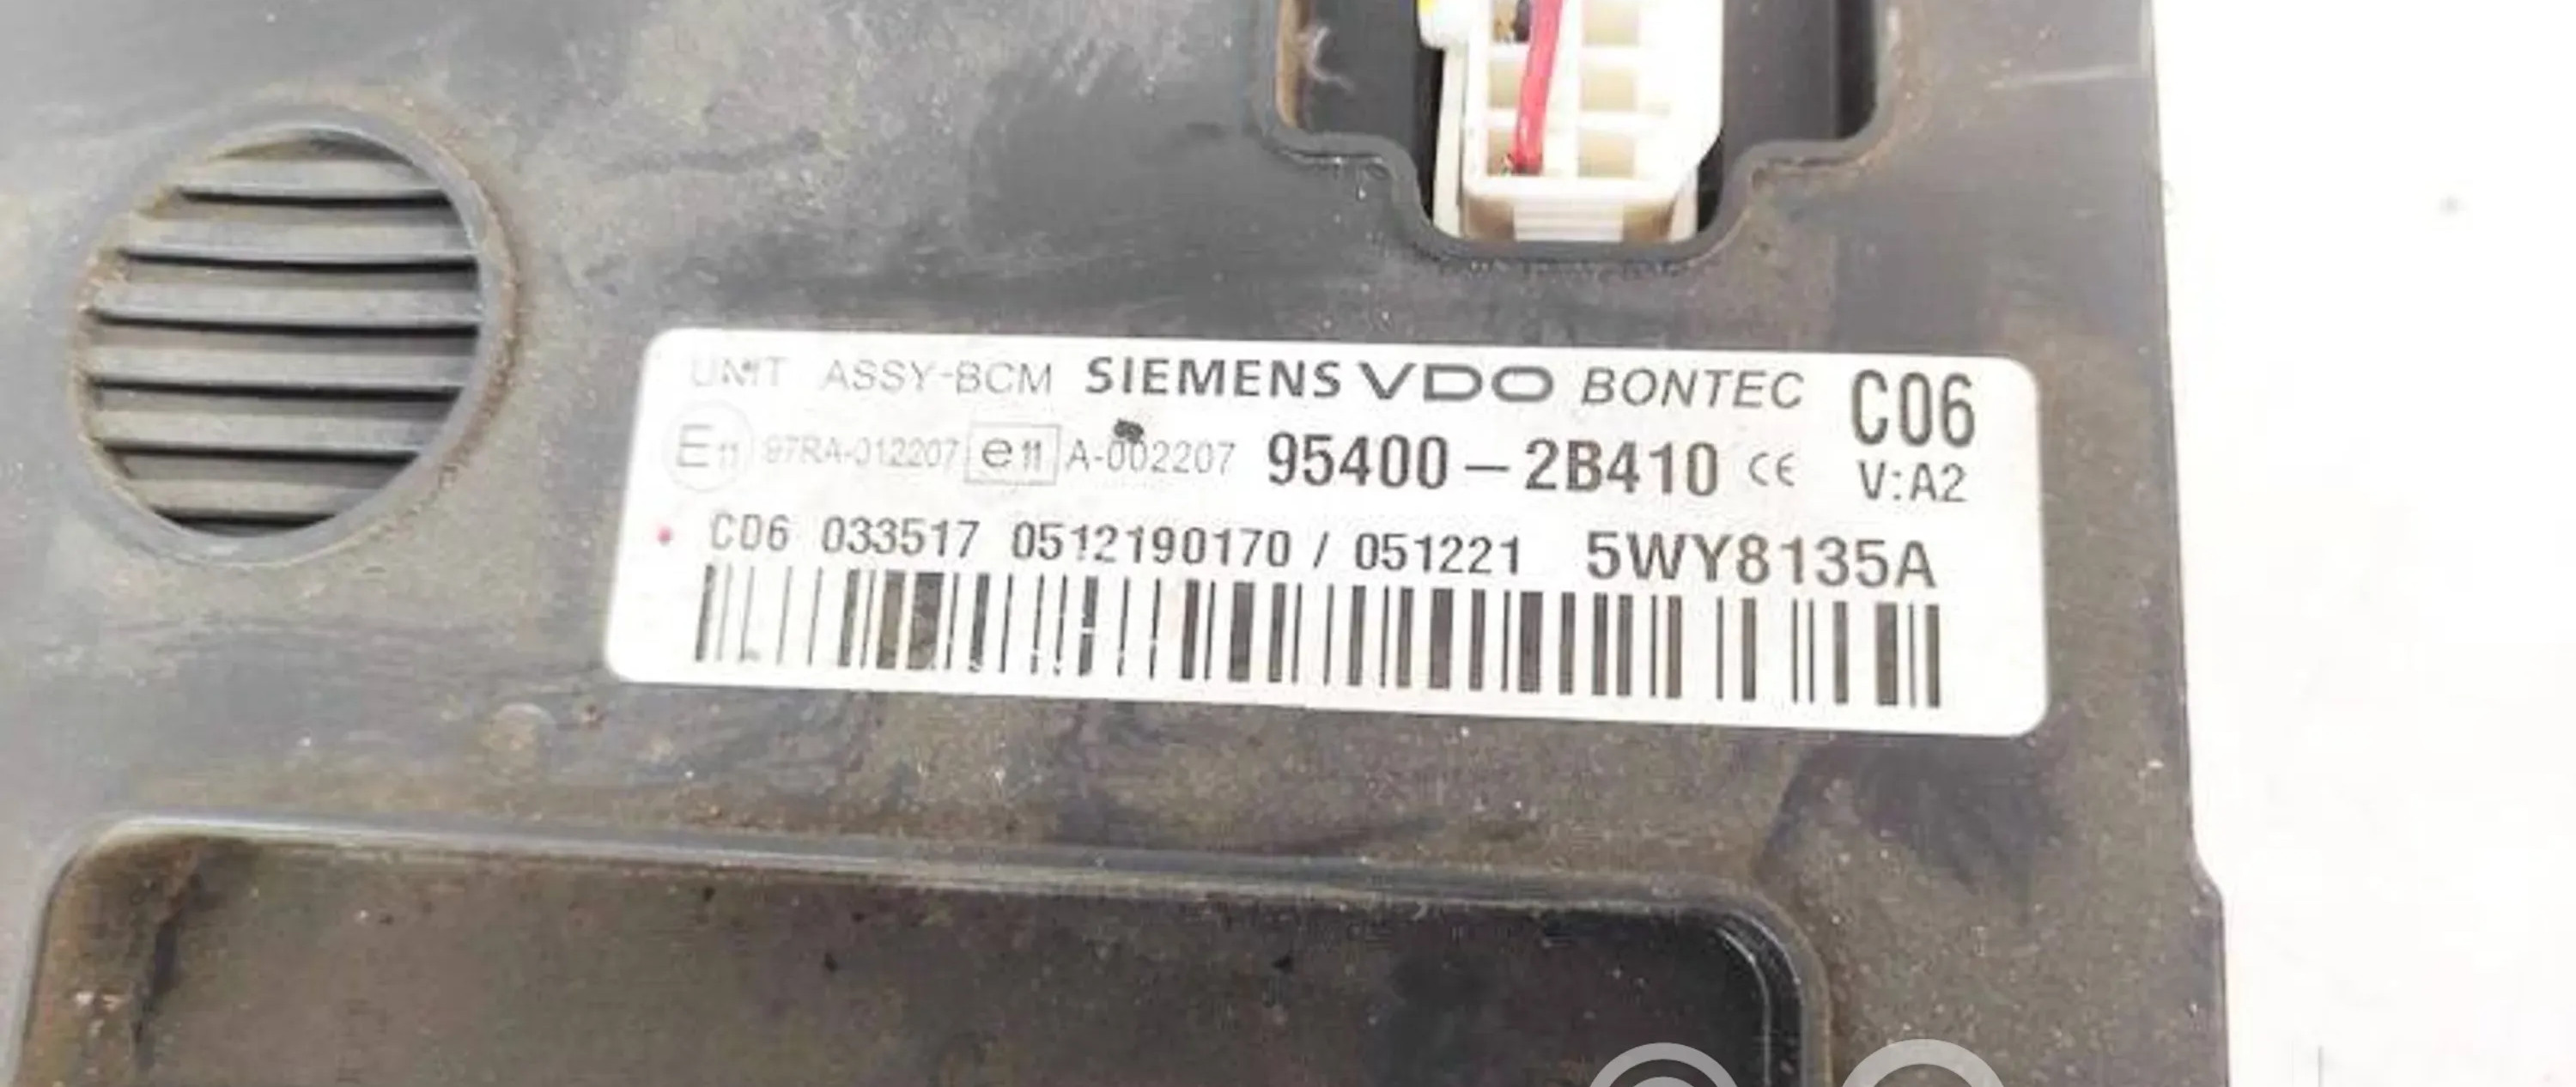 UNIT ASSY-BCM SIEMENS VDO BONTEC C06
E11 97RA-012207 e11 A-002207 95400-2B410 CE V:A2
C06 033517 0512190170 / 051221 5WY8135A